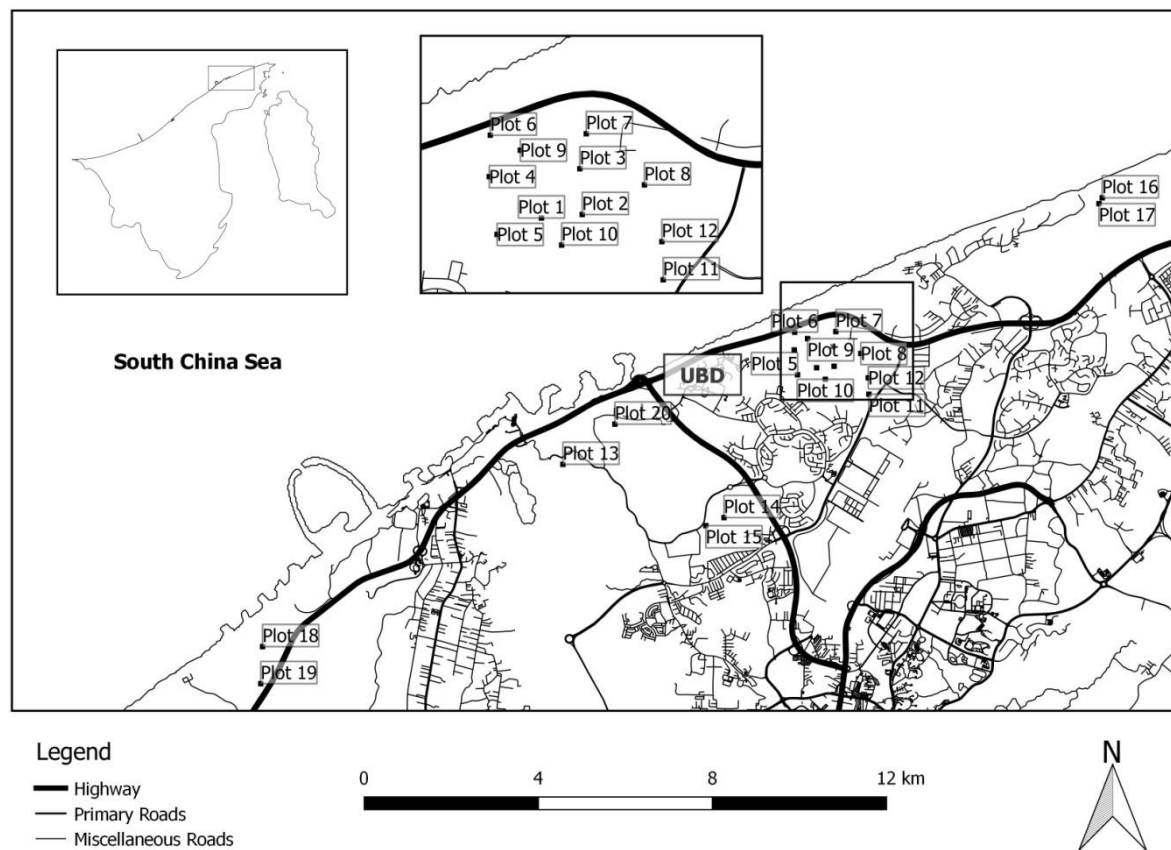 Plot 6
Plot 7
Plot 9
Plot 3
Plot 4
Plot 8
Plot 1
Plot 2
Plot 5
Plot 10
Plot 12
Plot 11
Plot 16
Plot 17
South China Sea
Plot 6
Plot 7
Plot 9
Plot 8
Plot 5
UBD
Plot 12
Plot 10
Plot 11
Plot 20
Plot 13
Plot 14
Plot 15
Plot 18
Plot 19
Legend
Highway
Primary Roads
Miscellaneous Roads
0 4 8 12 km
N